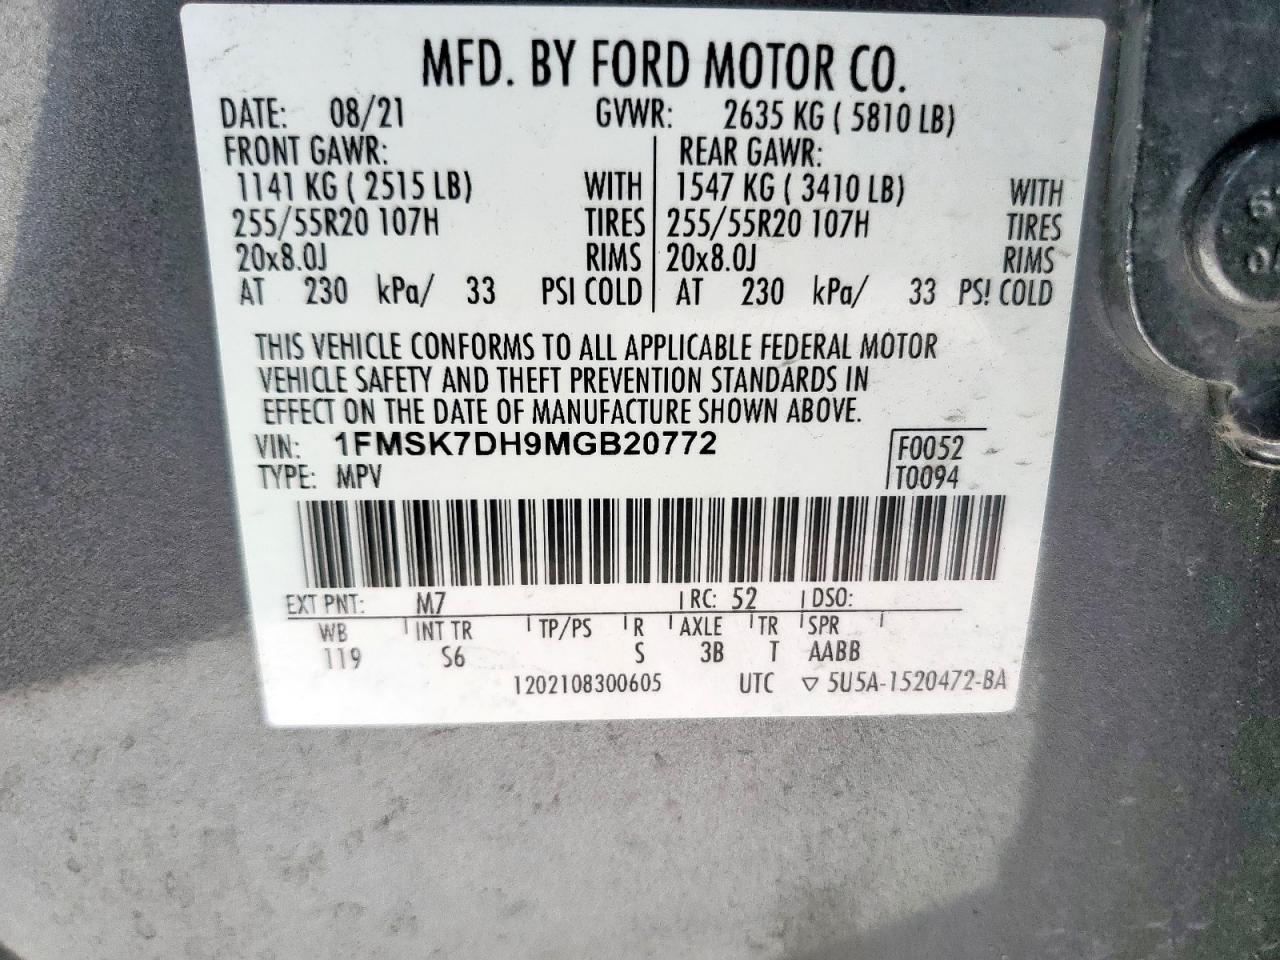 MFD. BY FORD MOTOR CO.
DATE: 08/21 GVWR: 2635 KG ( 5810 LB)
FRONT GAWR: REAR GAWR:
1141 KG ( 2515 LB) WITH 1547 KG ( 3410 LB) WITH
255/55R20 107H TIRES 255/55R20 107H TIRES
20x8.0J RIMS 20x8.0J RIMS
AT 230 kPa/ 33 PSI COLD AT 230 kPa/ 33 PSI COLD
THIS VEHICLE CONFORMS TO ALL APPLICABLE FEDERAL MOTOR
VEHICLE SAFETY AND THEFT PREVENTION STANDARDS IN
EFFECT ON THE DATE OF MANUFACTURE SHOWN ABOVE.
VIN: 1FMSK7DH9MGB20772 F0052
TYPE: MPV T0094
EXT PNT: M7 RC: 52 DSO:
WB INT TR TP/PS R AXLE TR SPR
119 S6 S 3B T AABB
1202108300605 UTC ▽ 5U5A-1520472-BA